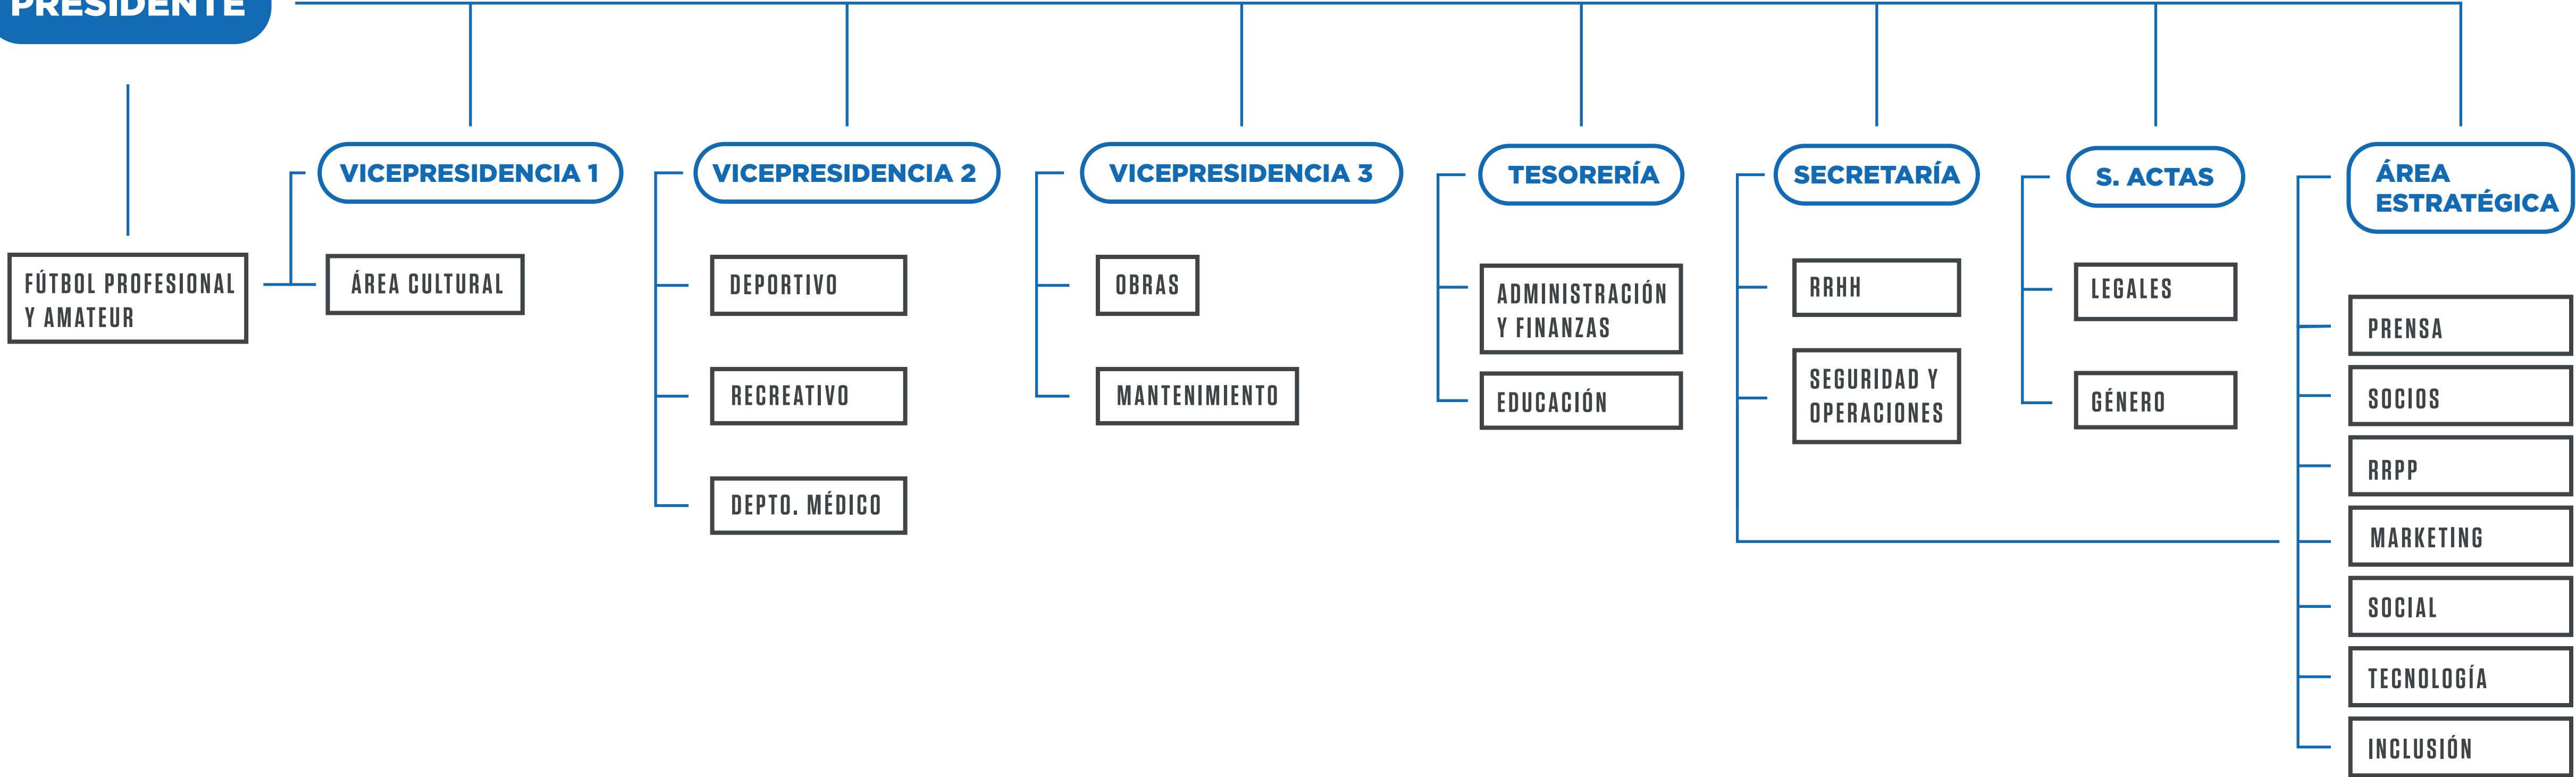 PRESIDENTE
VICEPRESIDENCIA 1
VICEPRESIDENCIA 2
VICEPRESIDENCIA 3
TESORERÍA
SECRETARÍA
S. ACTAS
ÁREA
ESTRATÉGICA
FÚTBOL PROFESIONAL
Y AMATEUR
ÁREA CULTURAL
DEPORTIVO
RECREATIVO
DEPTO. MÉDICO
OBRAS
MANTENIMIENTO
ADMINISTRACIÓN
Y FINANZAS
EDUCACIÓN
RRHH
SEGURIDAD Y
OPERACIONES
LEGALES
GÉNERO
PRENSA
SOCIOS
RRPP
MARKETING
SOCIAL
TECNOLOGÍA
INCLUSIÓN